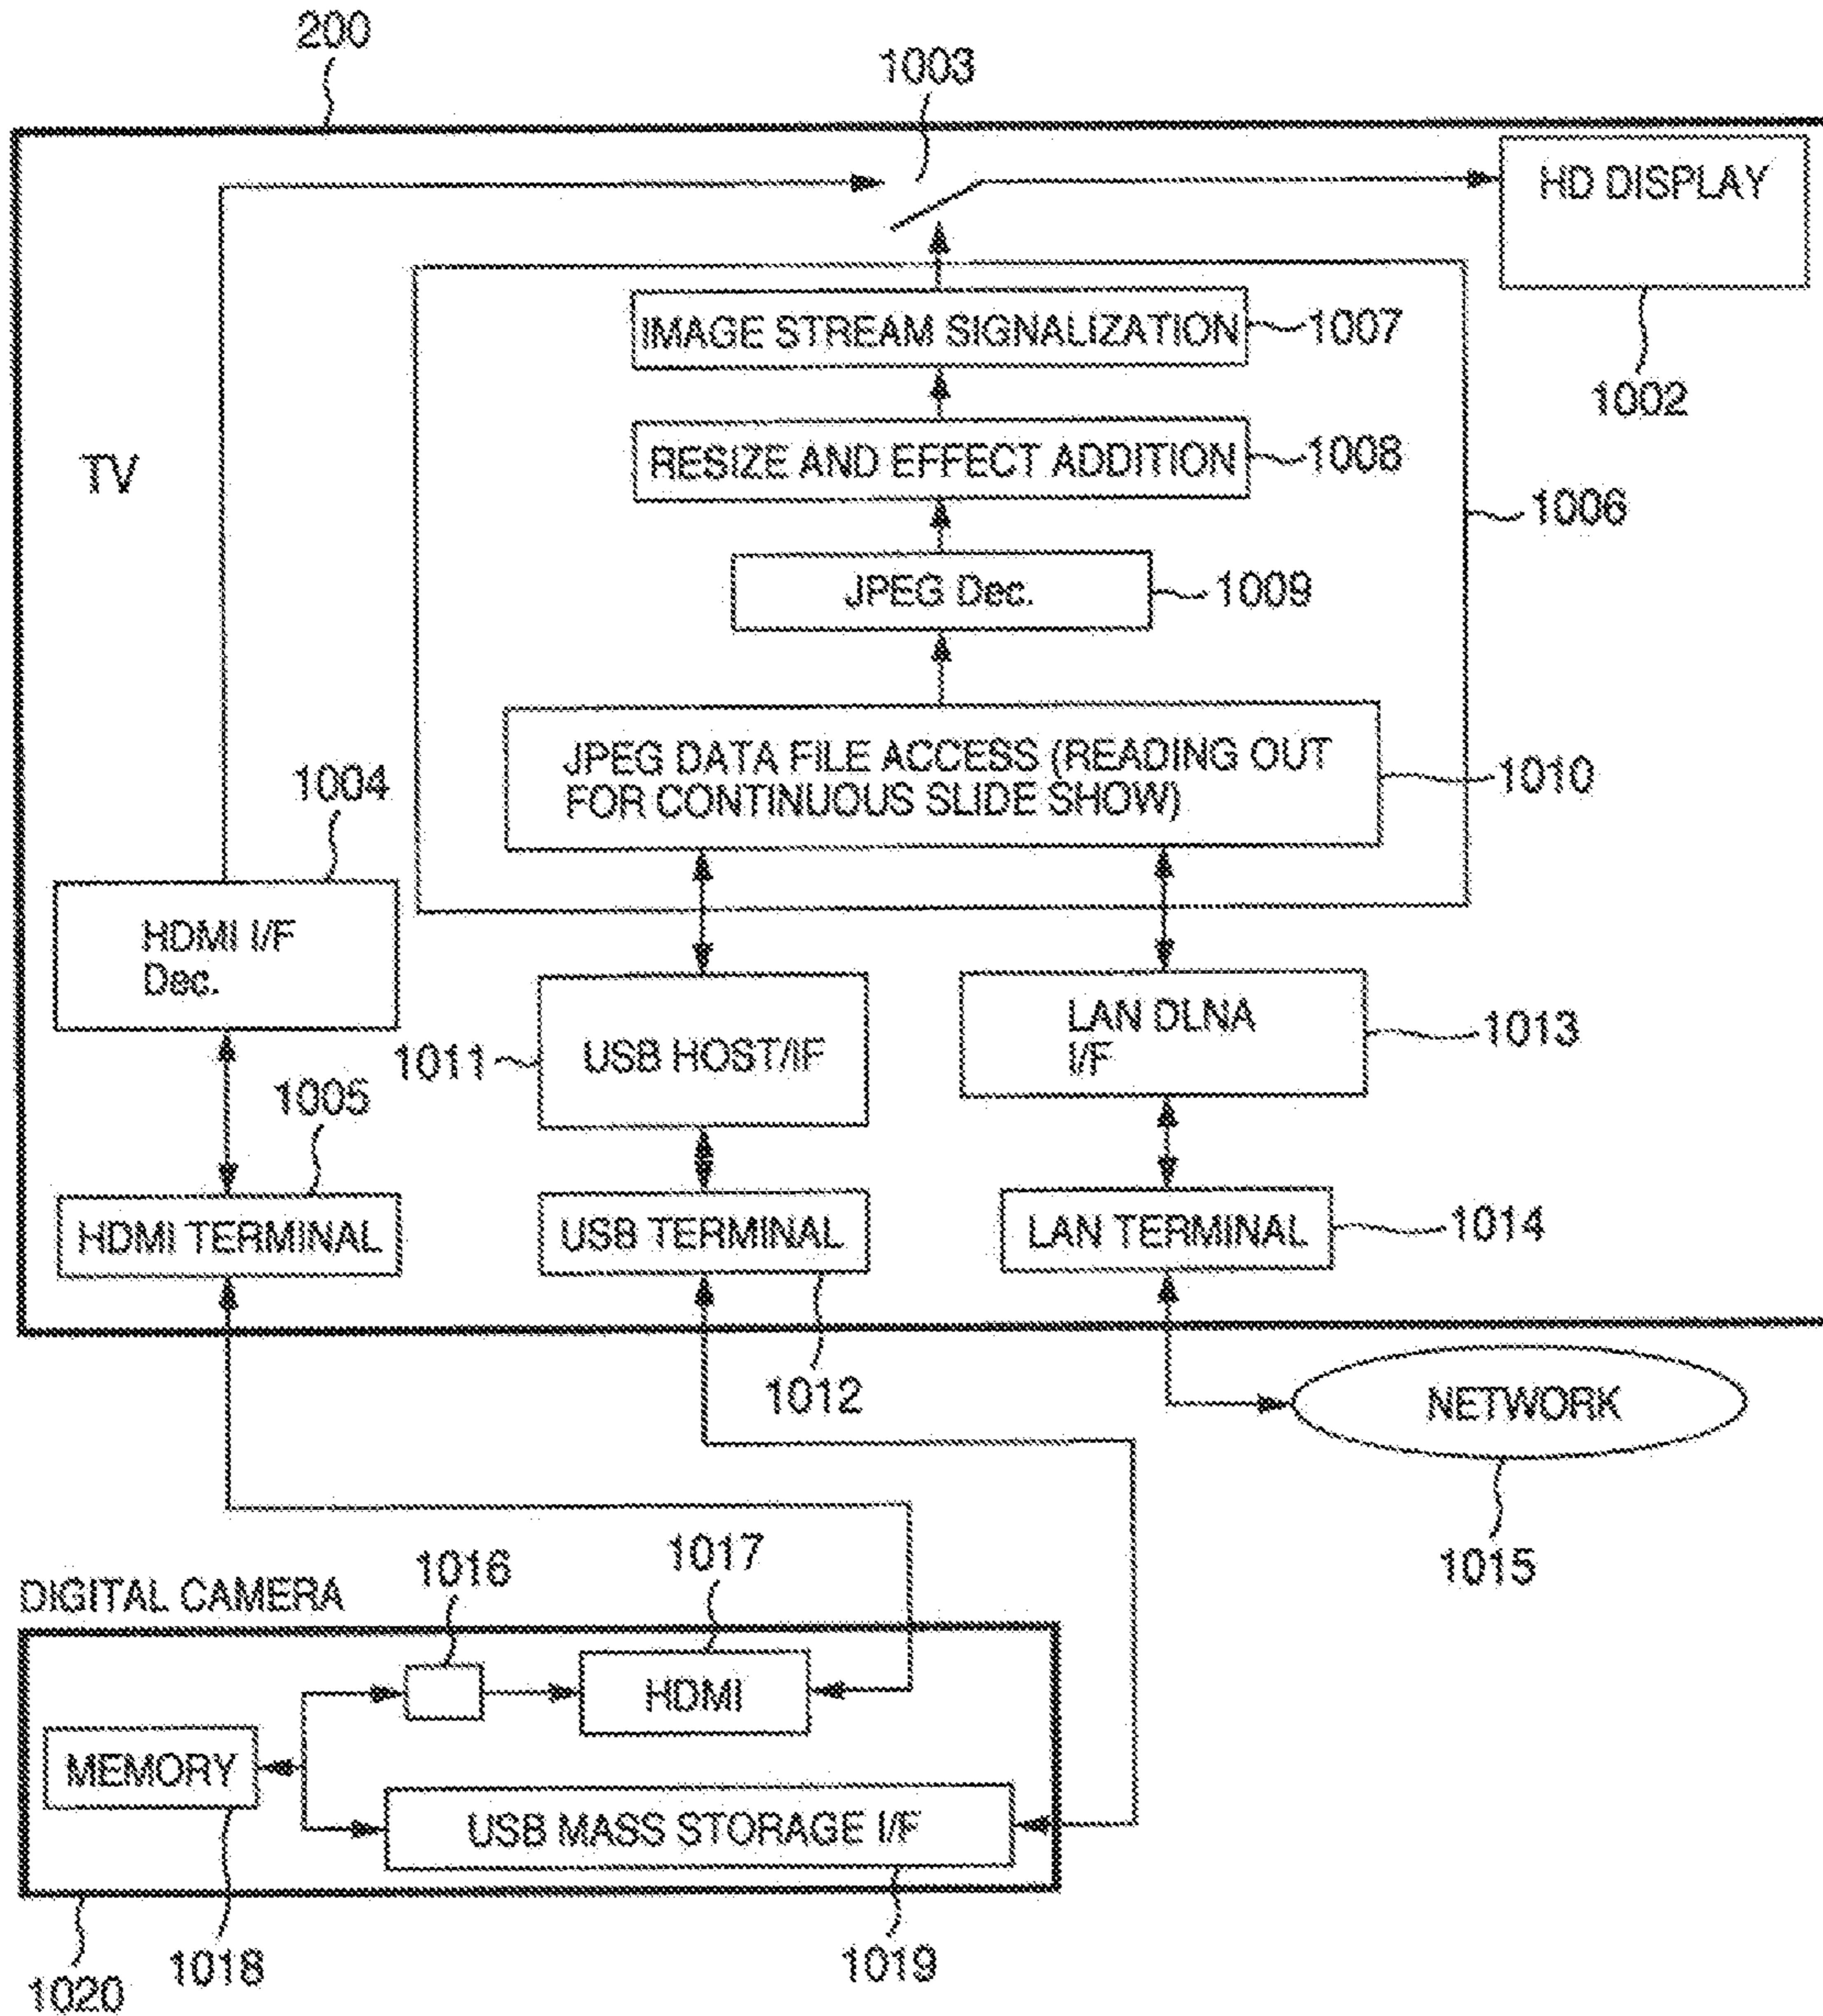 200
1003
HD DISPLAY
1002
TV
IMAGE STREAM SIGNALIZATION
1007
RESIZE AND EFFECT ADDITION
1008
1006
JPEG Dec.
1009
JPEG DATA FILE ACCESS (READING OUT
FOR CONTINUOUS SLIDE SHOW)
1010
1004
HDMI I/F
Dec.
1011
USB HOST/IF
LAN DLNA
I/F
1013
1005
HDMI TERMINAL
USB TERMINAL
LAN TERMINAL
1014
1012
NETWORK
1015
DIGITAL CAMERA
1016
1017
HDMI
MEMORY
USB MASS STORAGE I/F
1018
1019
1020